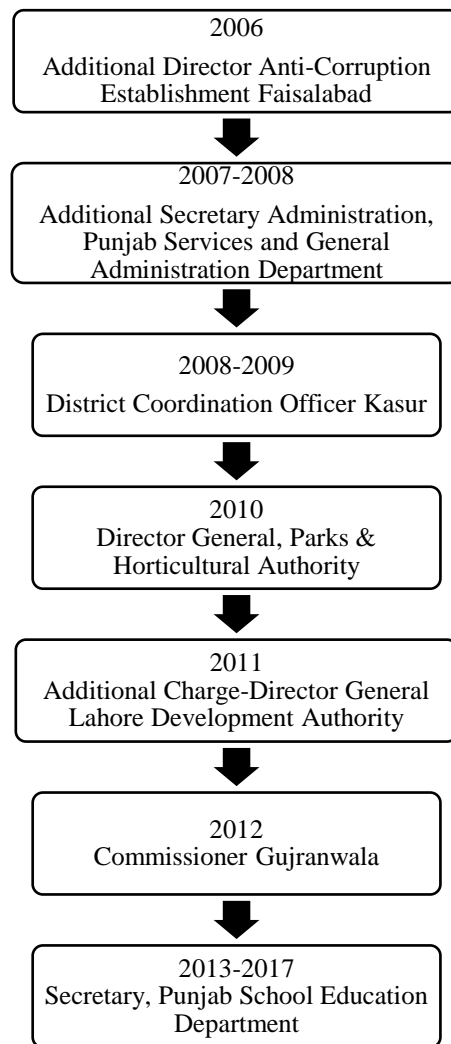 2006
Additional Director Anti-Corruption
Establishment Faisalabad
2007-2008
Additional Secretary Administration,
Punjab Services and General
Administration Department
2008-2009
District Coordination Officer Kasur
2010
Director General, Parks &
Horticultural Authority
2011
Additional Charge-Director General
Lahore Development Authority
2012
Commissioner Gujranwala
2013-2017
Secretary, Punjab School Education
Department